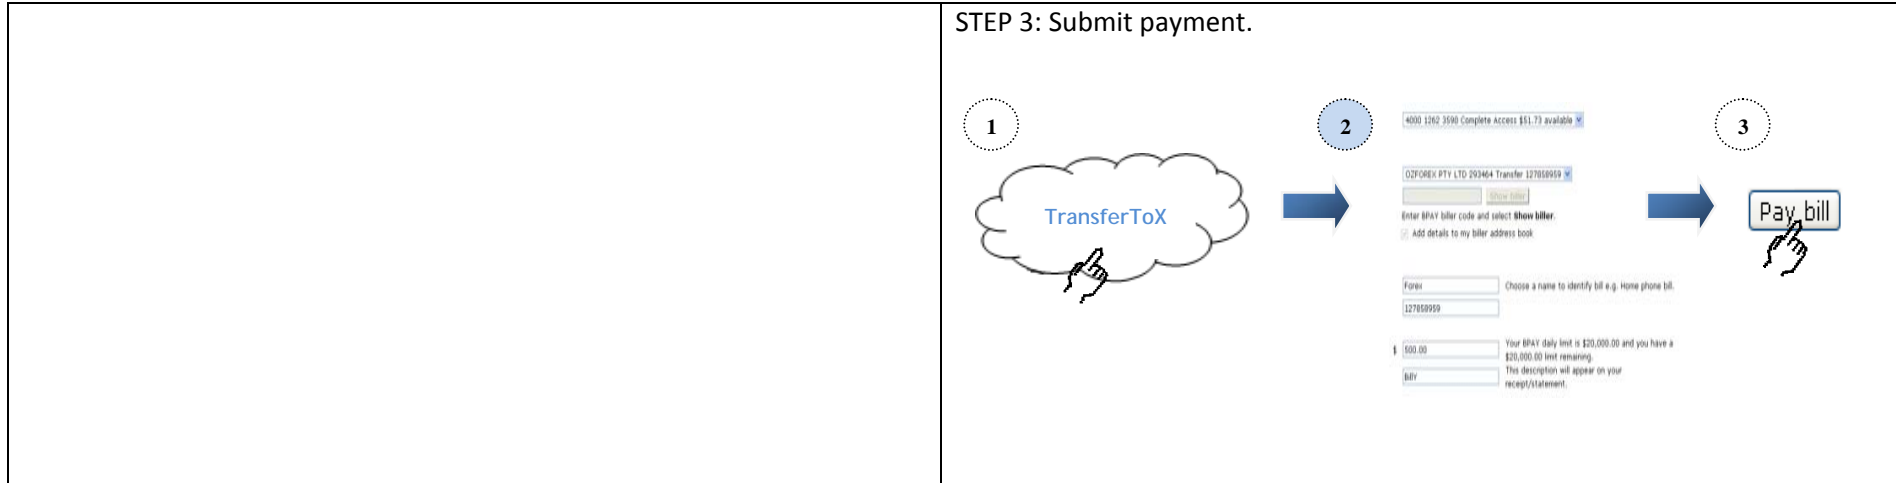 STEP 3: Submit payment.
1
2
3
TransferToX
4000 1262 3590 Complete Access $51.73 available
OZFOREX PTY LTD 293464 Transfer 127858959
Show biller
Enter BPAY biller code and select Show biller.
Add details to my biller address book
Forex
Choose a name to identify bill e.g. Home phone bill.
127858959
$ 500.00
Your BPAY daily limit is $20,000.00 and you have a
$20,000.00 limit remaining.
BillY
This description will appear on your
receipt/statement.
Pay bill